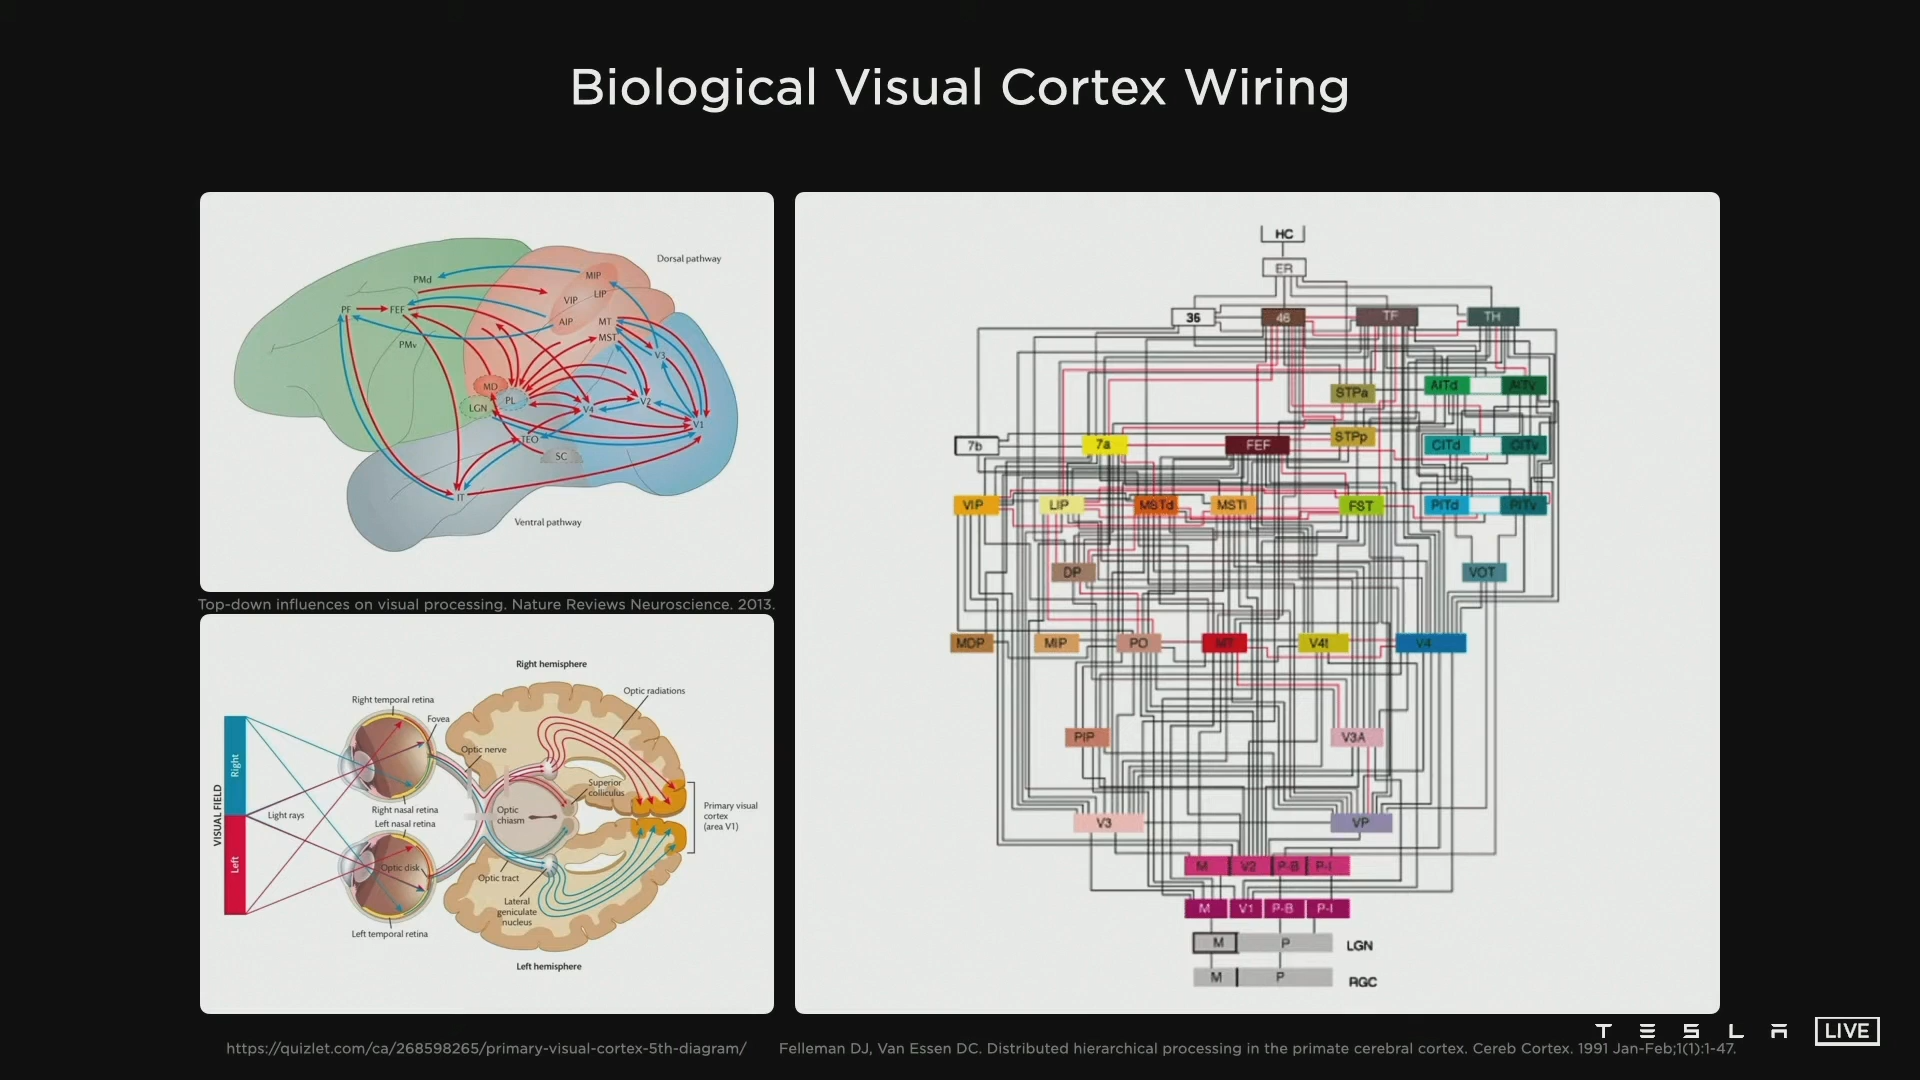 Biological Visual Cortex Wiring
Dorsal pathway
PMd
MIP
VIP
LIP
PF
FEF
AIP
MT
MST
PMv
V3
MD
PL
LGN
V4
V2
V1
TEO
SC
IT
Ventral pathway
Top-down influences on visual processing. Nature Reviews Neuroscience. 2013.
Right hemisphere
Right temporal retina
Fovea
Optic radiations
Optic nerve
VISUAL FIELD
Right
Left
Light rays
Right nasal retina
Left nasal retina
Optic chiasm
Superior
colliculus
Primary visual
cortex
(area V1)
Optic disk
Optic tract
Lateral
geniculate
nucleus
Left temporal retina
Left hemisphere
https://quizlet.com/ca/268598265/primary-visual-cortex-5th-diagram/
HC
ER
36 46 TF TH
STPa AITd AITv
7b 7a FEF STPp CITd CITv
VIP LIP MSTd MSTl FST PITd PITv
DP VOT
MDP MIP PO MT V4t V4
PIP V3A
V3 VP
M V2 P-B P-I
M V1 P-B P-I
M P LGN
M P RGC
Felleman DJ, Van Essen DC. Distributed hierarchical processing in the primate cerebral cortex. Cereb Cortex. 1991 Jan-Feb;1(1):1-47.
TESLA LIVE